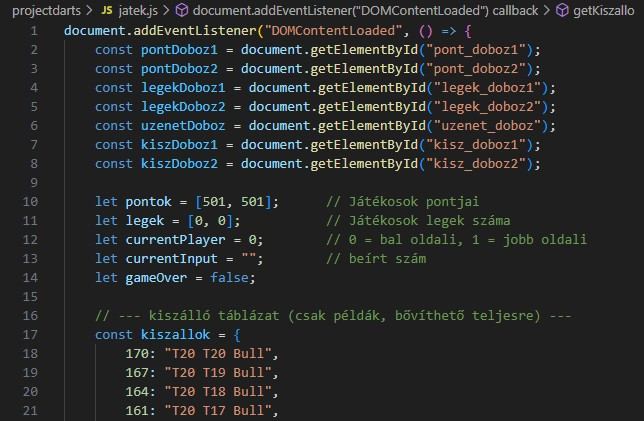 projectdarts > JS jatek.js > document.addEventListener("DOMContentLoaded") callback > getKiszallo
1 document.addEventListener("DOMContentLoaded", () => {
2 const pontDoboz1 = document.getElementById("pont_doboz1");
3 const pontDoboz2 = document.getElementById("pont_doboz2");
4 const legekDoboz1 = document.getElementById("legek_doboz1");
5 const legekDoboz2 = document.getElementById("legek_doboz2");
6 const uzenetDoboz = document.getElementById("uzenet_doboz");
7 const kiszDoboz1 = document.getElementById("kisz_doboz1");
8 const kiszDoboz2 = document.getElementById("kisz_doboz2");
9
10 let pontok = [501, 501]; // Játékosok pontjai
11 let legek = [0, 0]; // Játékosok legek száma
12 let currentPlayer = 0; // 0 = bal oldali, 1 = jobb oldali
13 let currentInput = ""; // beírt szám
14 let gameOver = false;
15
16 // --- kiszálló táblázat (csak példák, bővíthető teljesre) ---
17 const kiszallok = {
18 170: "T20 T20 Bull",
19 167: "T20 T19 Bull",
20 164: "T20 T18 Bull",
21 161: "T20 T17 Bull",